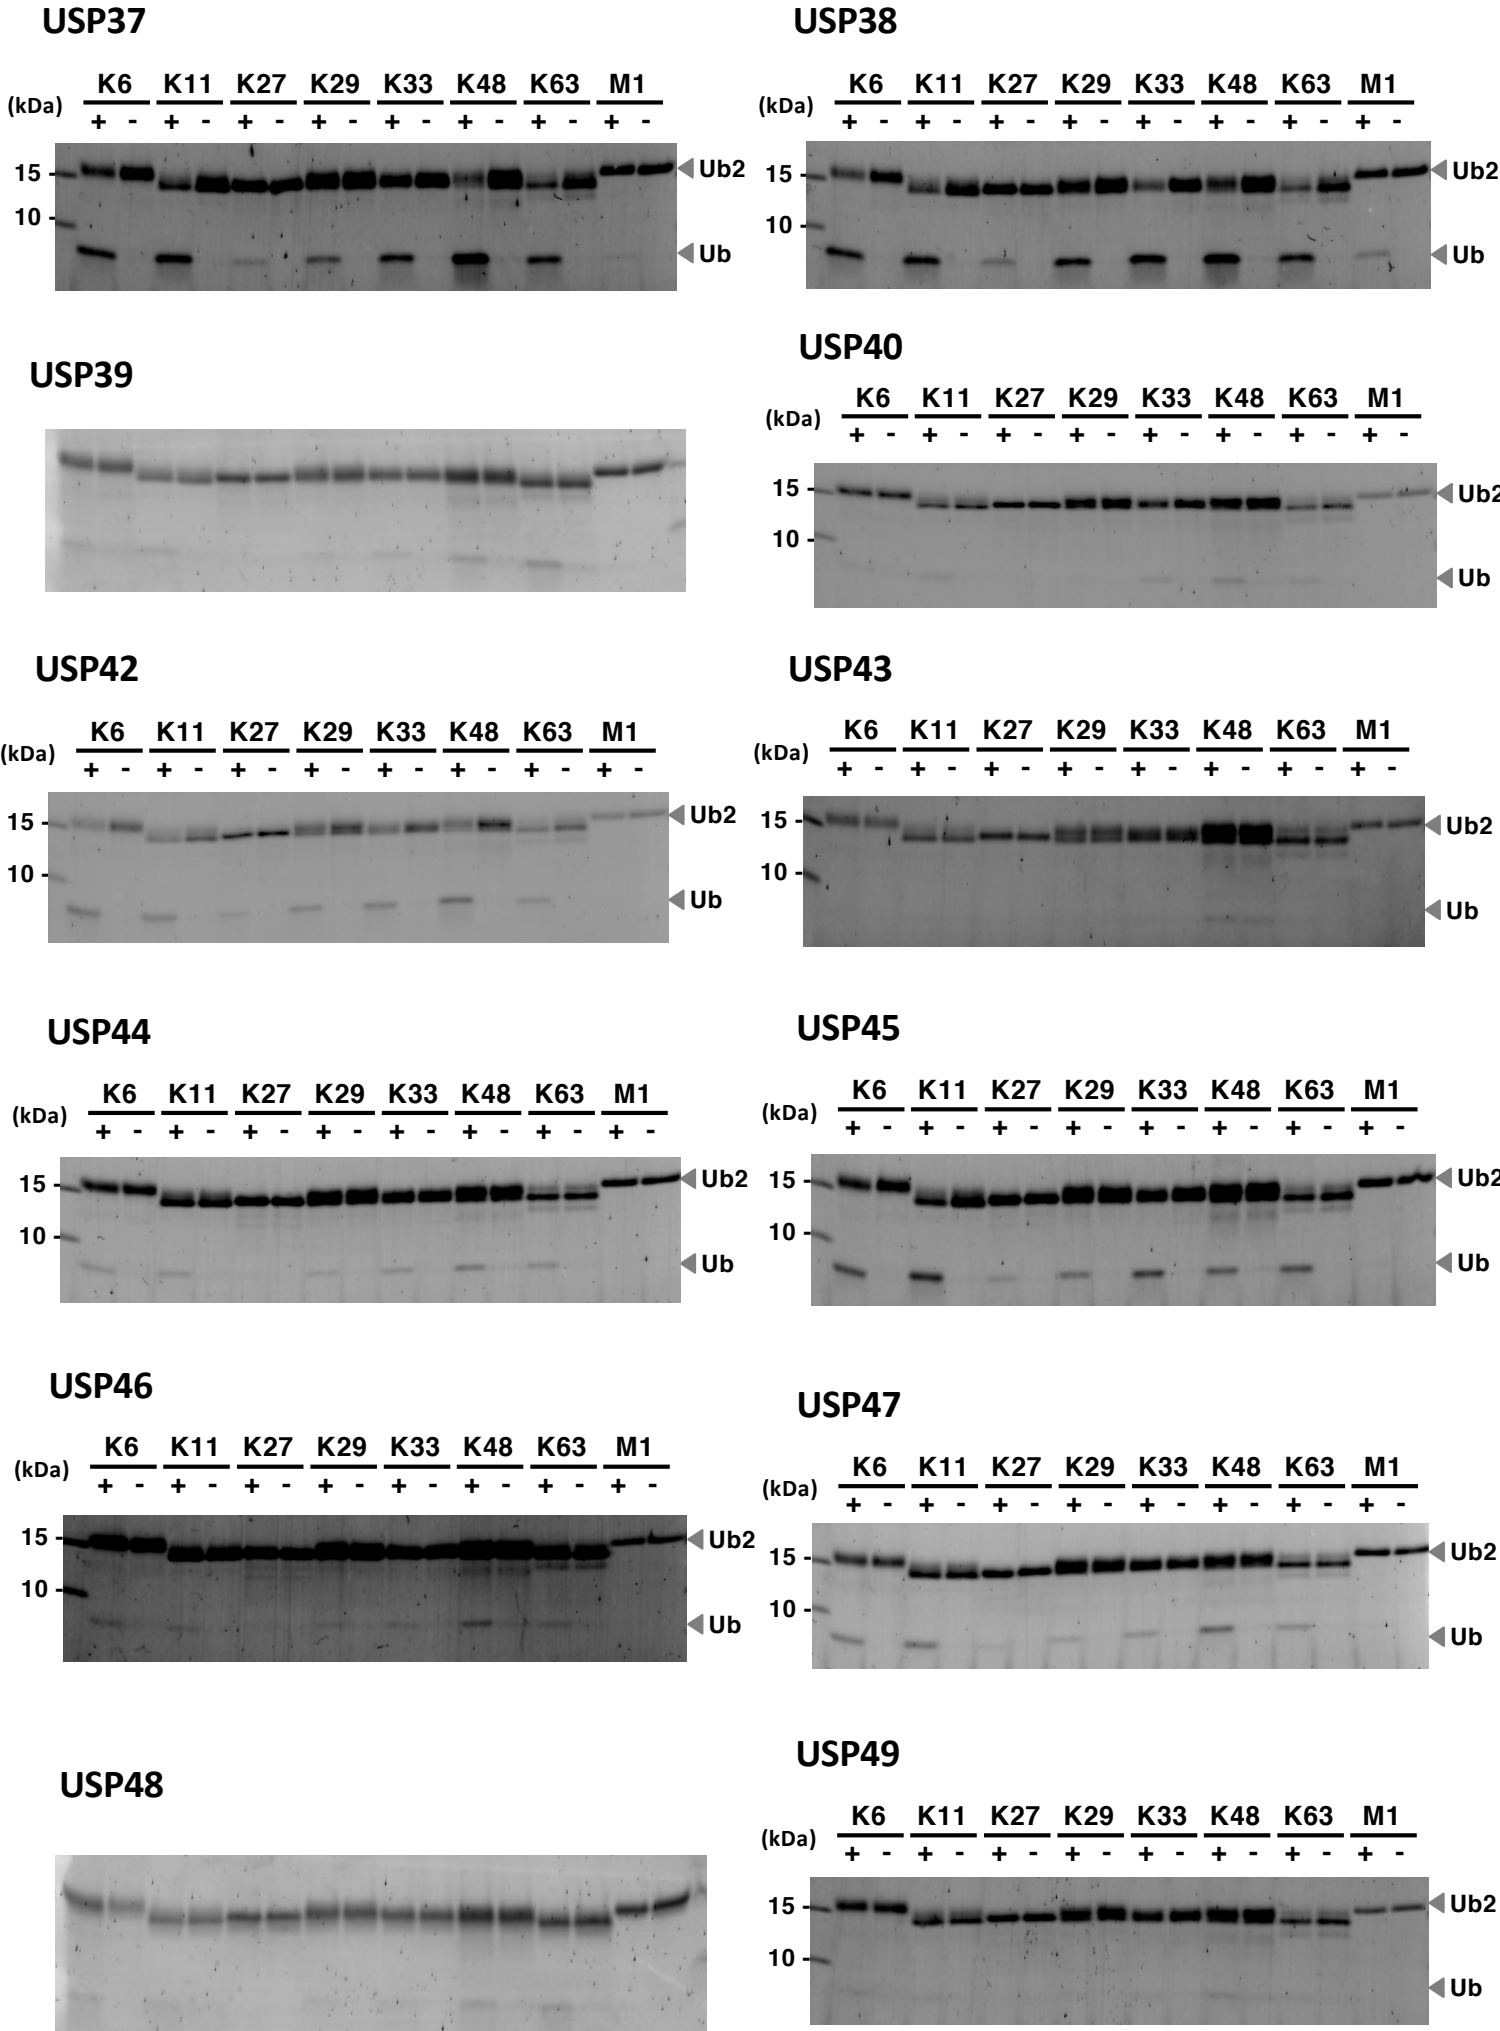 USP37
K6 K11 K27 K29 K33 K48 K63 M1
(kDa)
+ - + - + - + - + - + - + - + -
15 -
Ub2
10 -
Ub
USP38
K6 K11 K27 K29 K33 K48 K63 M1
(kDa)
+ - + - + - + - + - + - + - + -
15 -
Ub2
10 -
Ub
USP39
USP40
K6 K11 K27 K29 K33 K48 K63 M1
(kDa)
+ - + - + - + - + - + - + - + -
15 -
Ub2
10 -
Ub
USP42
K6 K11 K27 K29 K33 K48 K63 M1
(kDa)
+ - + - + - + - + - + - + - + -
15 -
Ub2
10 -
Ub
USP43
K6 K11 K27 K29 K33 K48 K63 M1
(kDa)
+ - + - + - + - + - + - + - + -
15 -
Ub2
10 -
Ub
USP44
K6 K11 K27 K29 K33 K48 K63 M1
(kDa)
+ - + - + - + - + - + - + - + -
15 -
Ub2
10 -
Ub
USP45
K6 K11 K27 K29 K33 K48 K63 M1
(kDa)
+ - + - + - + - + - + - + - + -
15 -
Ub2
10 -
Ub
USP46
K6 K11 K27 K29 K33 K48 K63 M1
(kDa)
+ - + - + - + - + - + - + - + -
15 -
Ub2
10 -
Ub
USP47
K6 K11 K27 K29 K33 K48 K63 M1
(kDa)
+ - + - + - + - + - + - + - + -
15 -
Ub2
10 -
Ub
USP48
USP49
K6 K11 K27 K29 K33 K48 K63 M1
(kDa)
+ - + - + - + - + - + - + - + -
15 -
Ub2
10 -
Ub